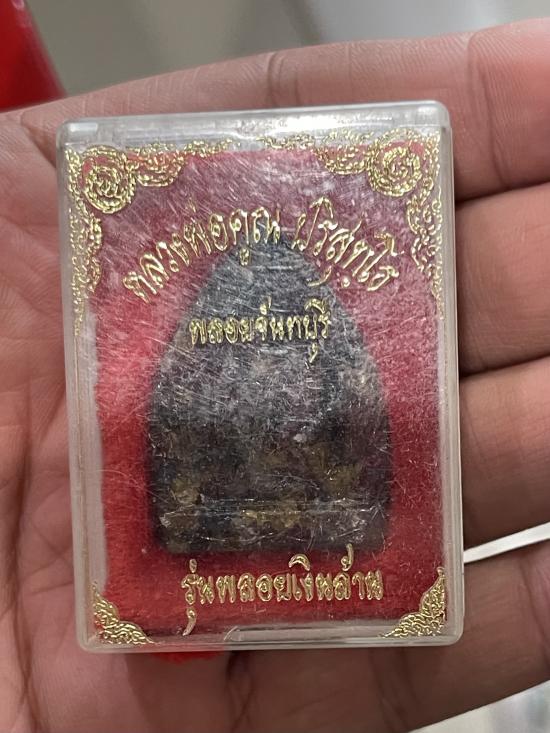 หลวงพ่อคูณ ปริสุทโธ
พลอยจันทบุรี
รุ่นพลอยเงินล้าน